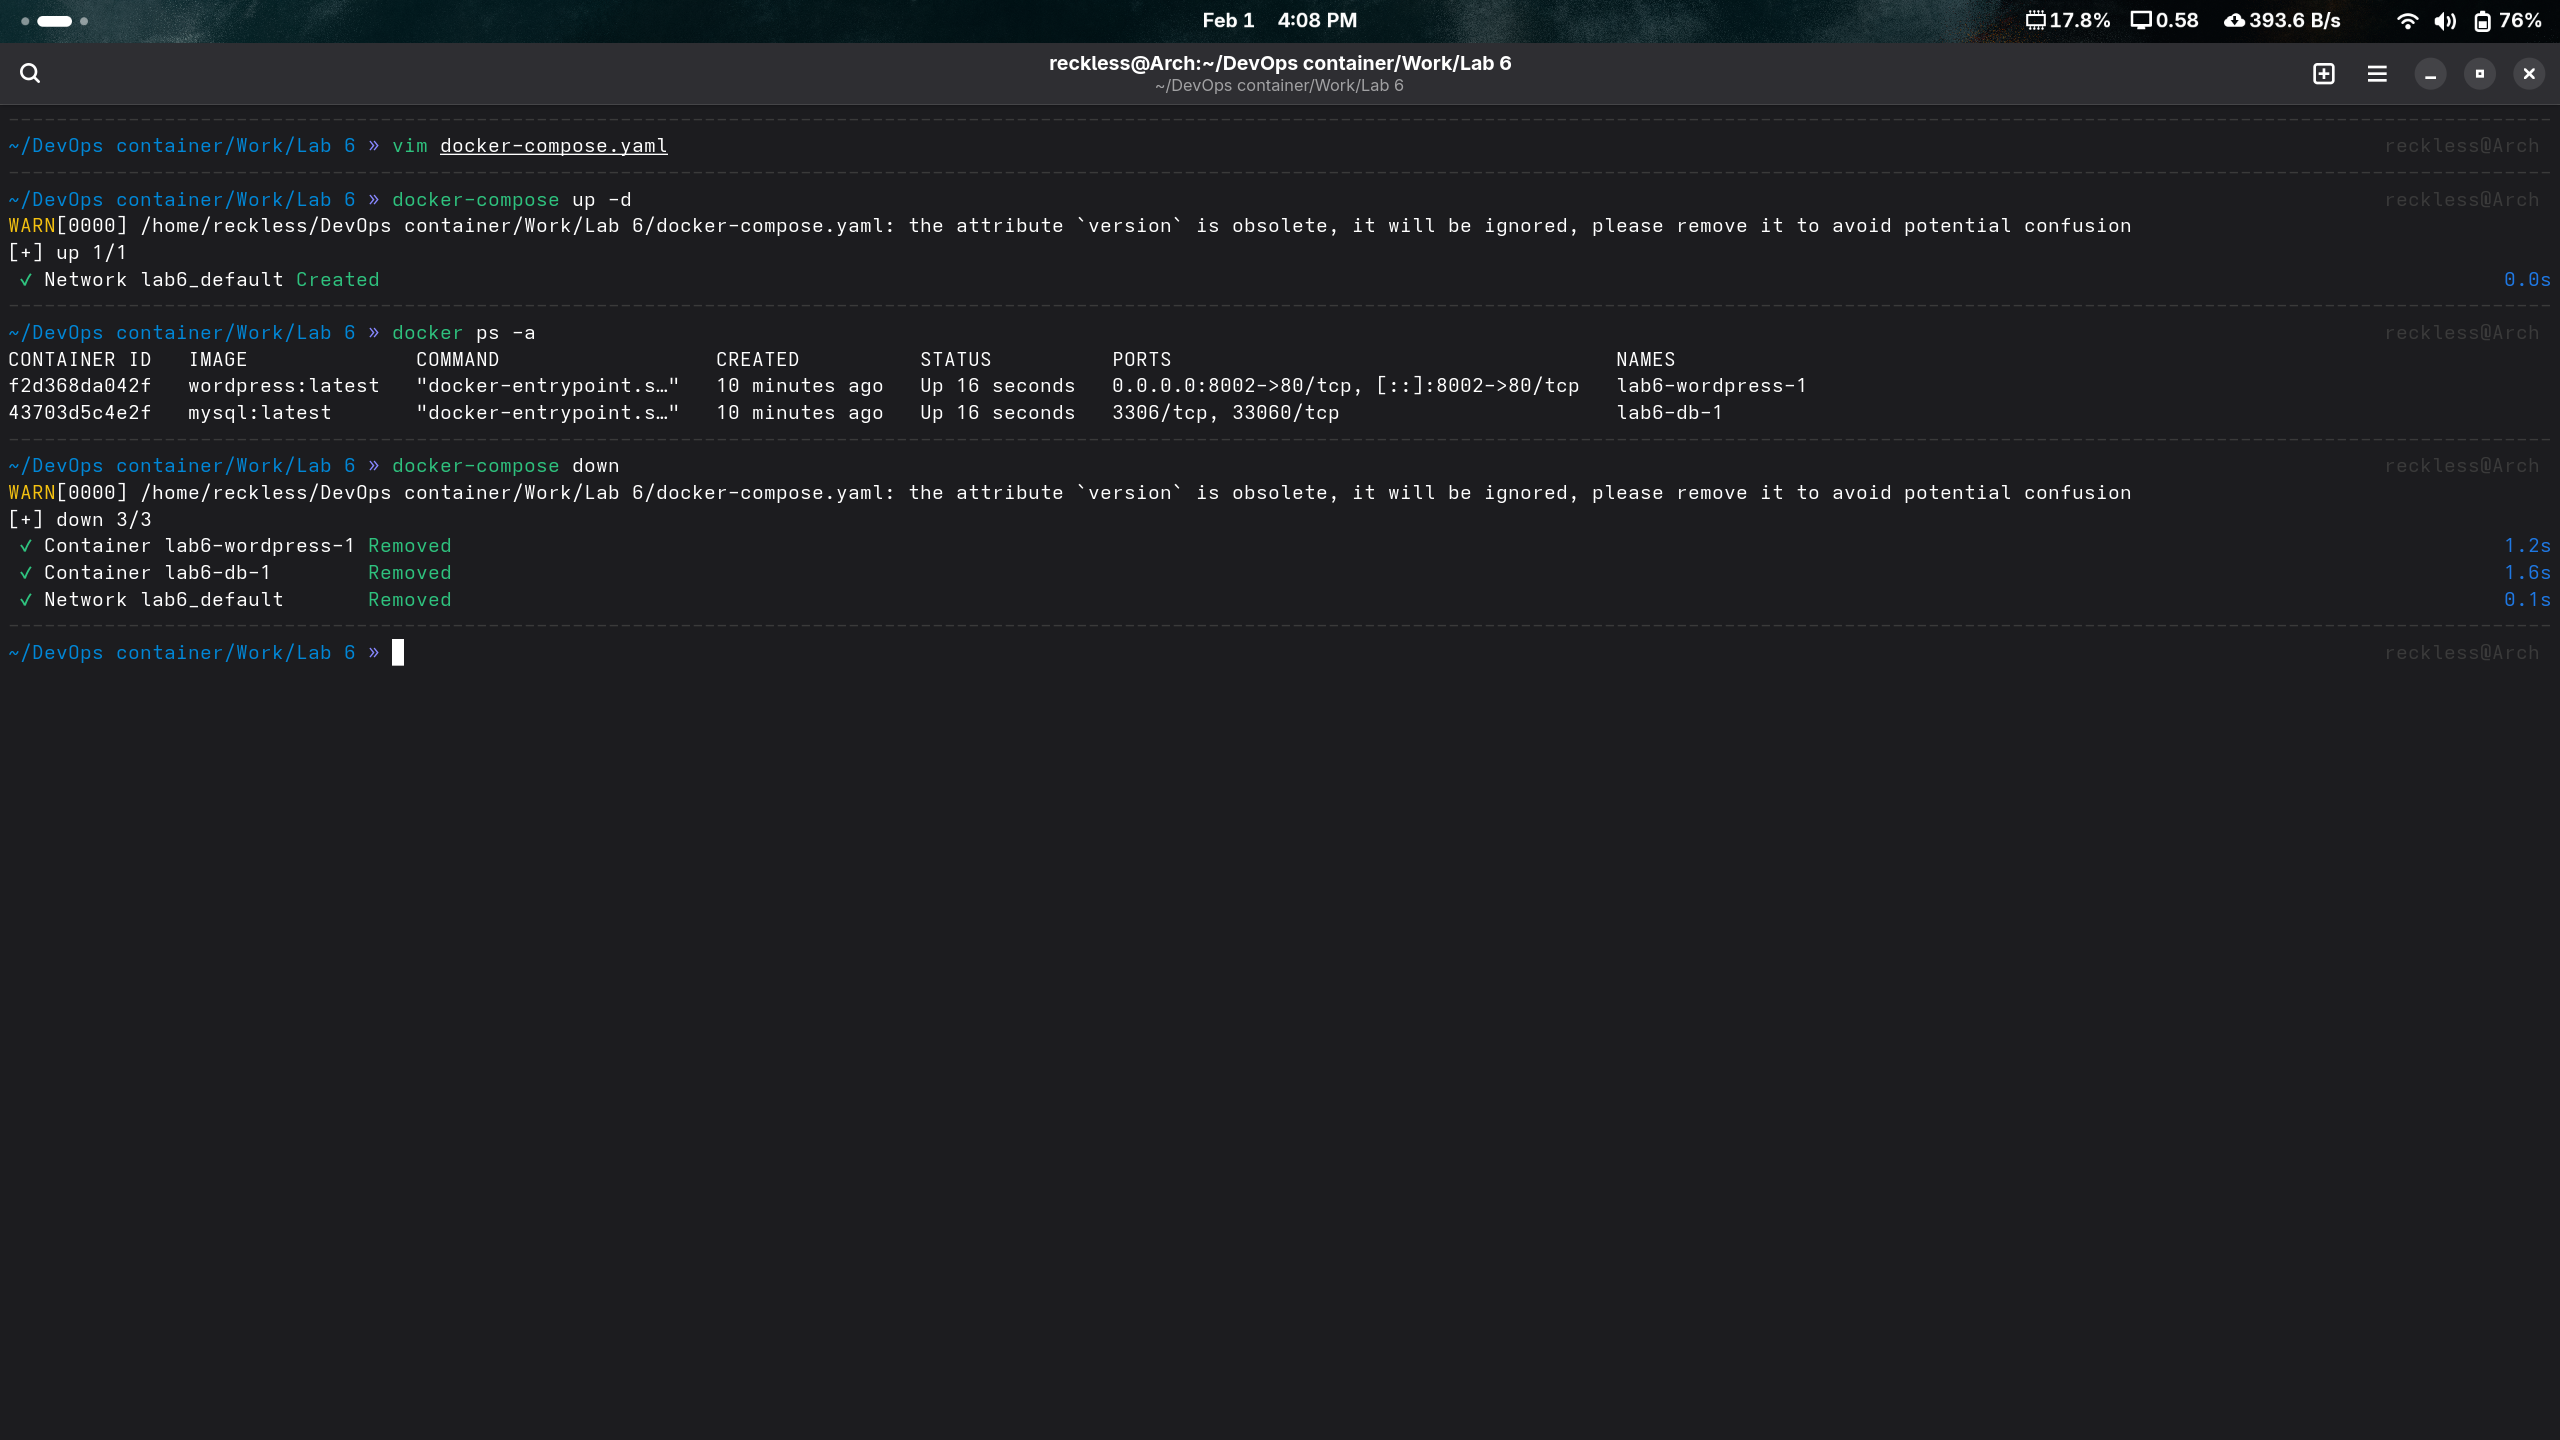 Feb 1 4:08 PM 17.8% 0.58 393.6 B/s 76%
reckless@Arch:~/DevOps container/Work/Lab 6
~/DevOps container/Work/Lab 6
~/DevOps container/Work/Lab 6 » vim docker-compose.yaml reckless@Arch
~/DevOps container/Work/Lab 6 » docker-compose up -d reckless@Arch
WARN[0000] /home/reckless/DevOps container/Work/Lab 6/docker-compose.yaml: the attribute `version` is obsolete, it will be ignored, please remove it to avoid potential confusion
[+] up 1/1
✓ Network lab6_default Created 0.0s
~/DevOps container/Work/Lab 6 » docker ps -a reckless@Arch
CONTAINER ID IMAGE COMMAND CREATED STATUS PORTS NAMES
f2d368da042f wordpress:latest "docker-entrypoint.s…" 10 minutes ago Up 16 seconds 0.0.0.0:8002->80/tcp, [::]:8002->80/tcp lab6-wordpress-1
43703d5c4e2f mysql:latest "docker-entrypoint.s…" 10 minutes ago Up 16 seconds 3306/tcp, 33060/tcp lab6-db-1
~/DevOps container/Work/Lab 6 » docker-compose down reckless@Arch
WARN[0000] /home/reckless/DevOps container/Work/Lab 6/docker-compose.yaml: the attribute `version` is obsolete, it will be ignored, please remove it to avoid potential confusion
[+] down 3/3
✓ Container lab6-wordpress-1 Removed 1.2s
✓ Container lab6-db-1 Removed 1.6s
✓ Network lab6_default Removed 0.1s
~/DevOps container/Work/Lab 6 » reckless@Arch